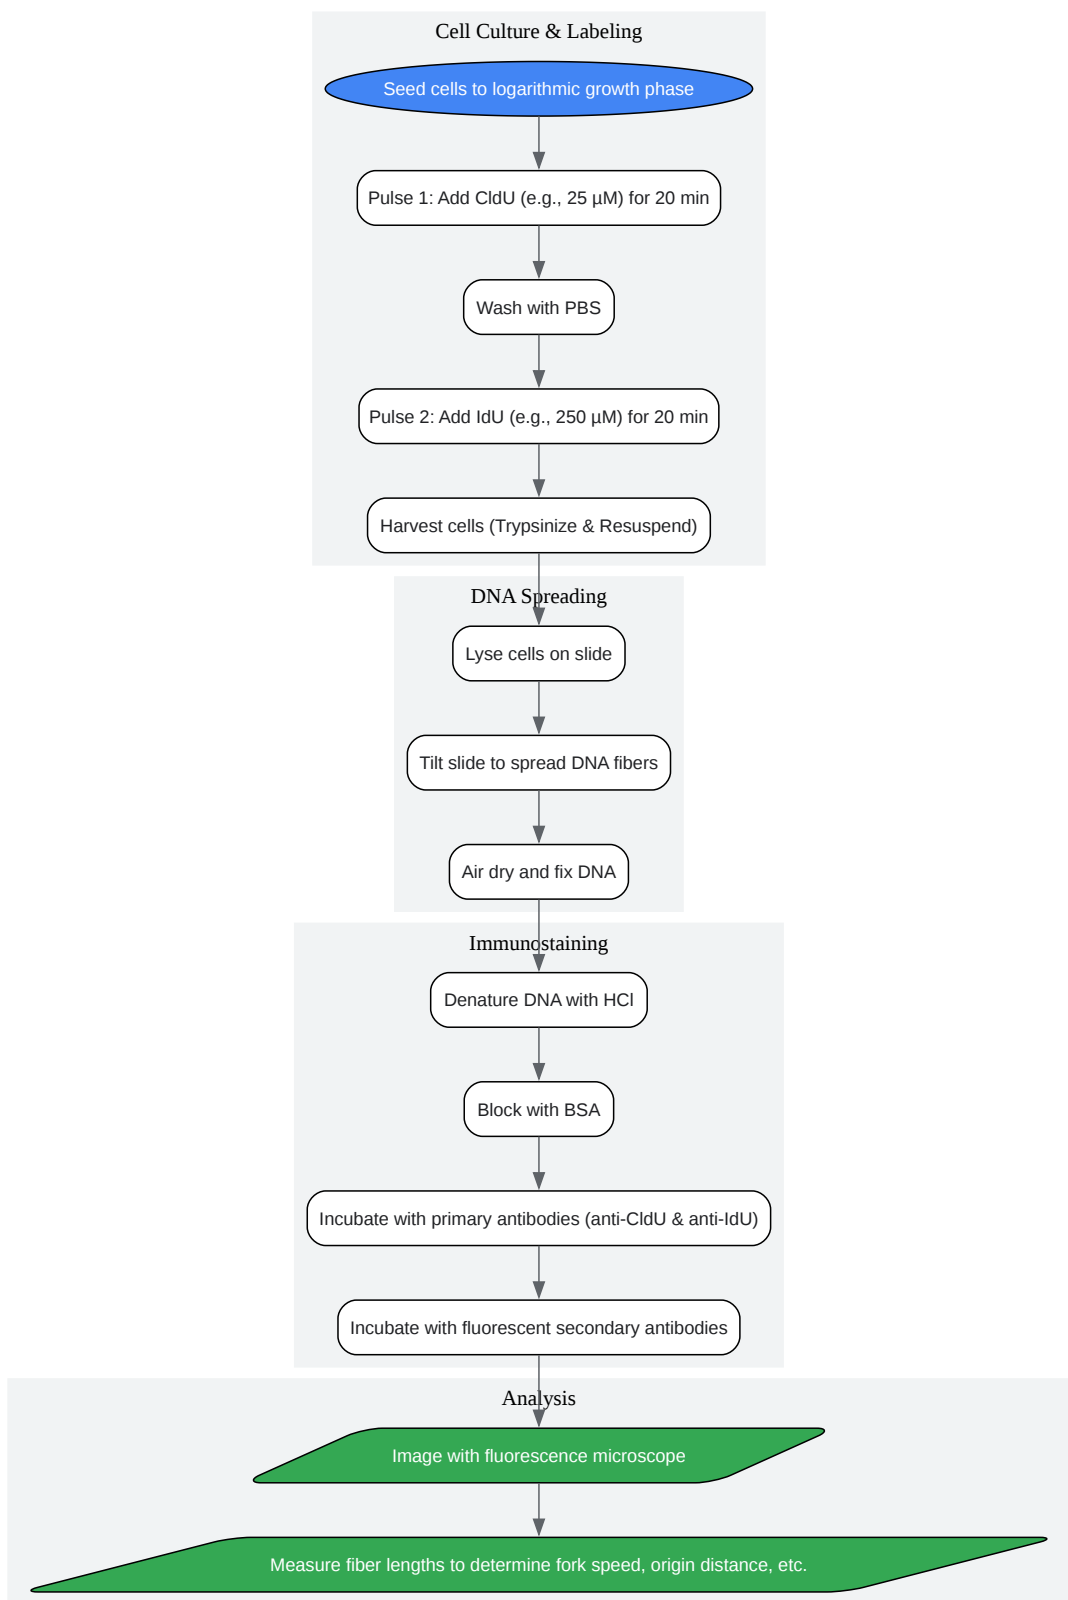 Cell Culture & Labeling
Seed cells to logarithmic growth phase
Pulse 1: Add CldU (e.g., 25 µM) for 20 min
Wash with PBS
Pulse 2: Add IdU (e.g., 250 µM) for 20 min
Harvest cells (Trypsinize & Resuspend)
DNA Spreading
Lyse cells on slide
Tilt slide to spread DNA fibers
Air dry and fix DNA
Immunostaining
Denature DNA with HCl
Block with BSA
Incubate with primary antibodies (anti-CldU & anti-IdU)
Incubate with fluorescent secondary antibodies
Analysis
Image with fluorescence microscope
Measure fiber lengths to determine fork speed, origin distance, etc.